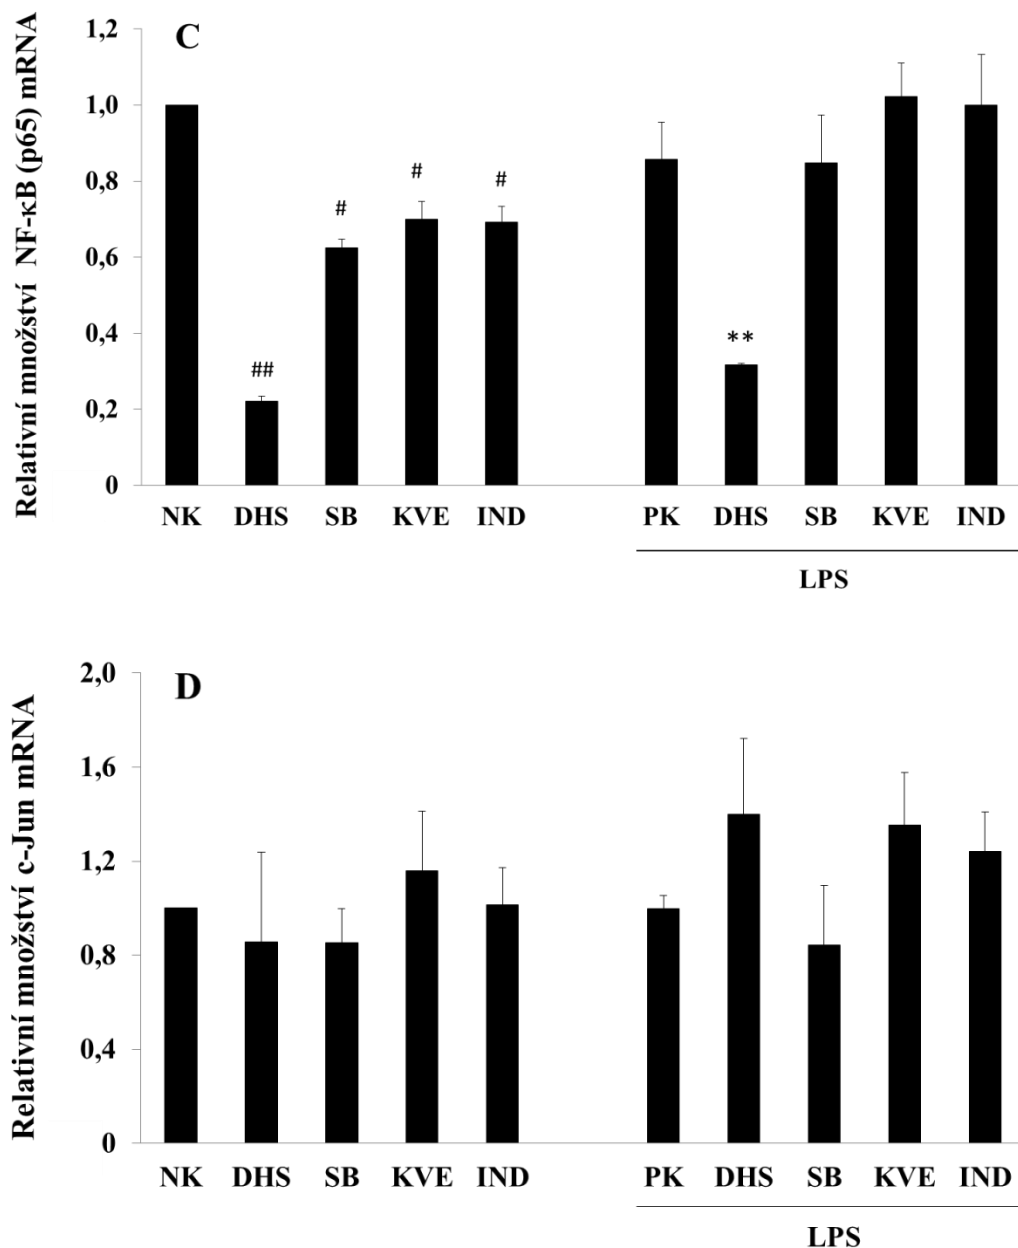 C
Relativní množství NF-κB (p65) mRNA
1,2
1,0
0,8
0,6
0,4
0,2
0
##
#
#
#
**
NK DHS SB KVE IND PK DHS SB KVE IND
LPS
D
Relativní množství c-Jun mRNA
2,0
1,6
1,2
0,8
0,4
0
NK DHS SB KVE IND PK DHS SB KVE IND
LPS